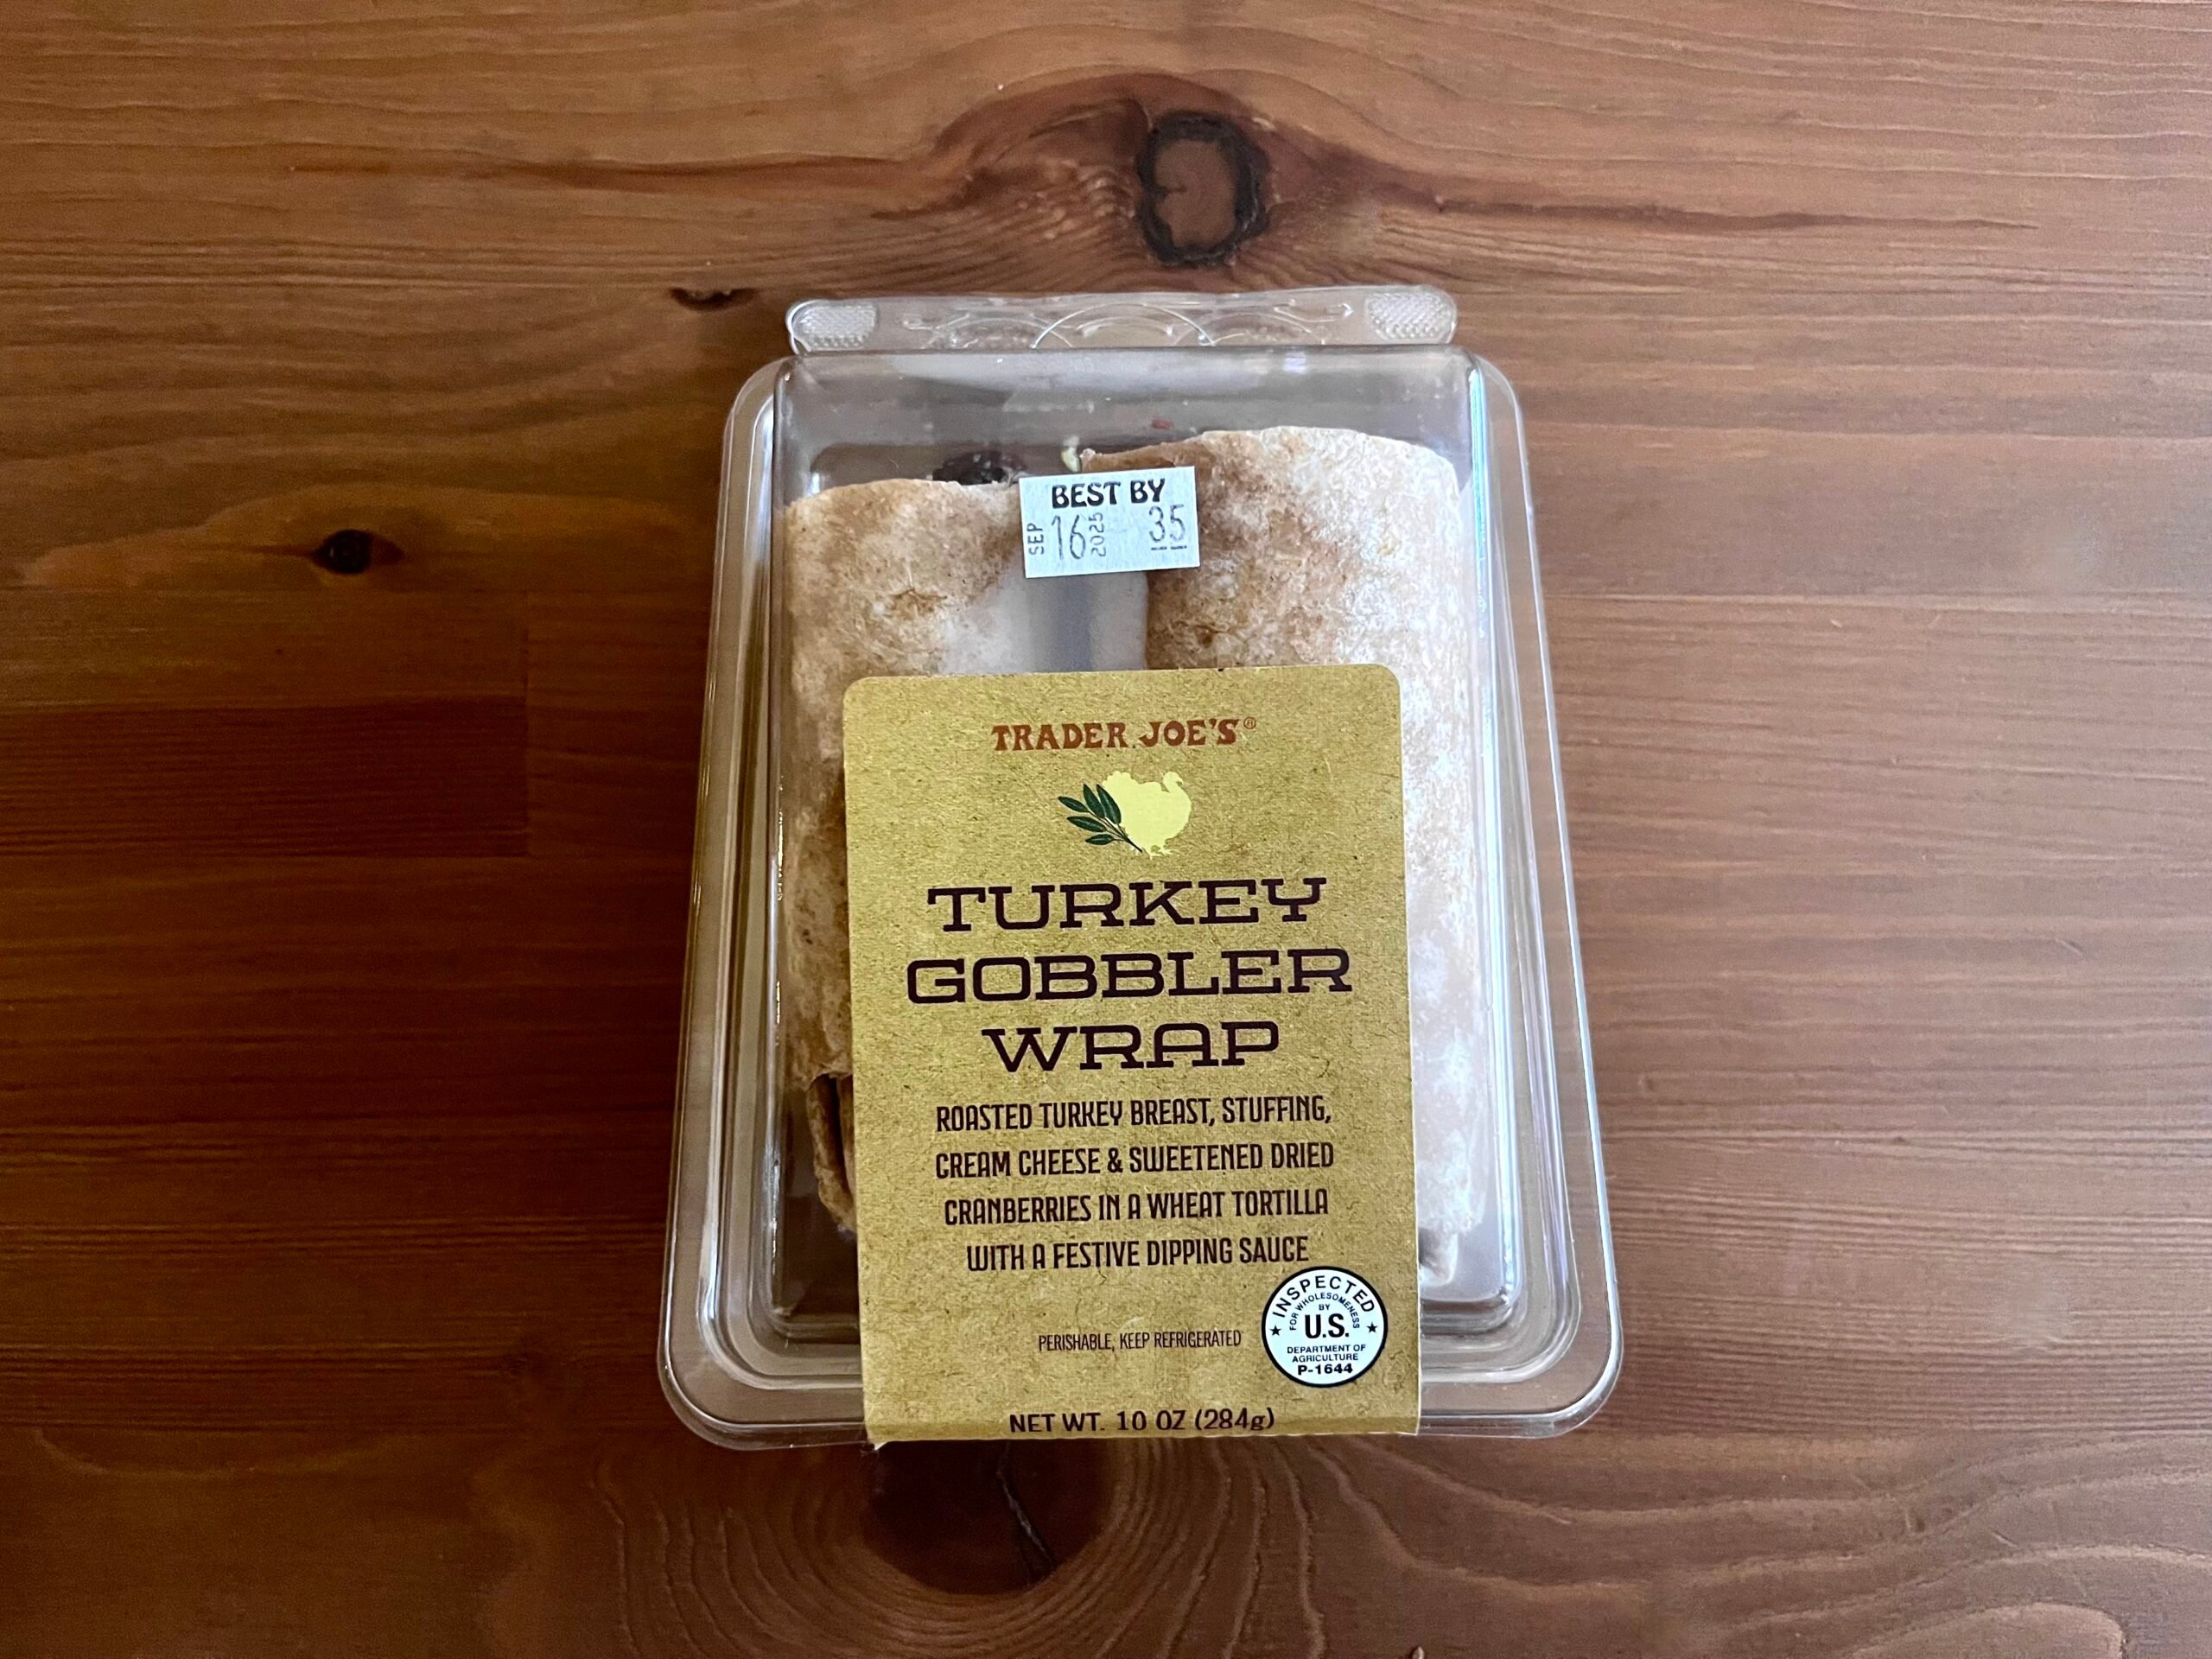 BEST BY
SEP 16 2025 35
TRADER JOE'S®
TURKEY
GOBBLER
WRAP
ROASTED TURKEY BREAST, STUFFING,
CREAM CHEESE & SWEETENED DRIED
CRANBERRIES IN A WHEAT TORTILLA
WITH A FESTIVE DIPPING SAUCE
PERISHABLE, KEEP REFRIGERATED
INSPECTED
FOR WHOLESOMENESS
BY
U.S.
DEPARTMENT OF
AGRICULTURE
P-1644
NET WT. 10 OZ (284g)